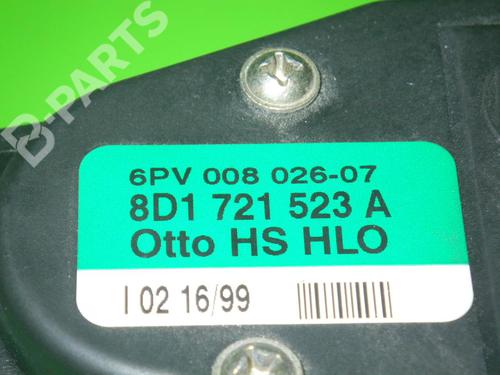 B-PARTS
6PV 008 026-07
8D1 721 523 A
Otto HS HLO
I 02 16/99